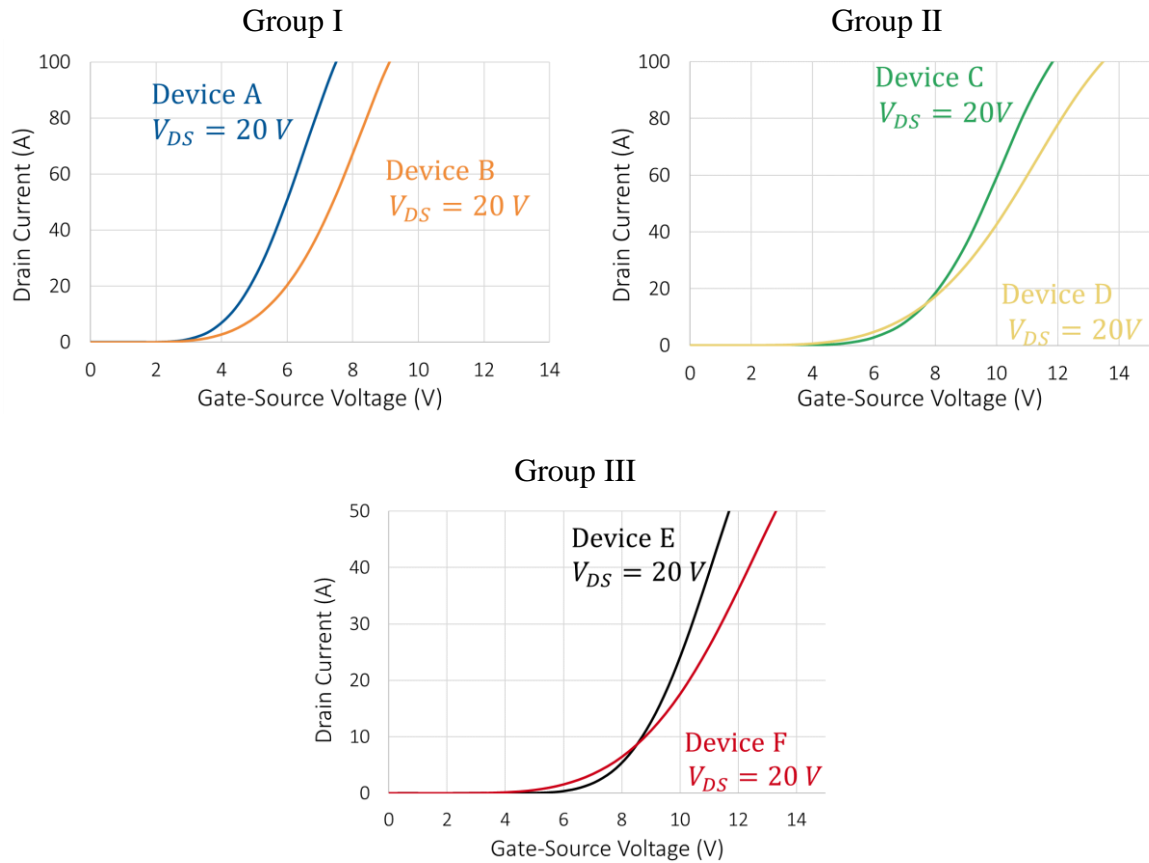 Group I
100
80
60
40
20
0
Drain Current (A)
Device A
V_DS = 20 V
Device B
V_DS = 20 V
0 2 4 6 8 10 12 14
Gate-Source Voltage (V)
Group II
100
80
60
40
20
0
Drain Current (A)
Device C
V_DS = 20V
Device D
V_DS = 20V
0 2 4 6 8 10 12 14
Gate-Source Voltage (V)
Group III
50
40
30
20
10
0
Drain Current (A)
Device E
V_DS = 20 V
Device F
V_DS = 20 V
0 2 4 6 8 10 12 14
Gate-Source Voltage (V)